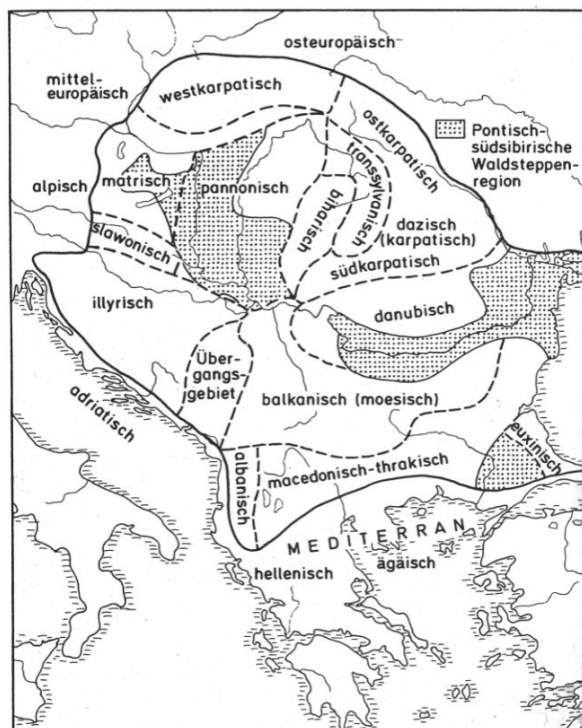 osteuropäisch
mittel-
europäisch
westkarpatisch
ostkarpatisch
Pontisch-
südsibirische
Waldsteppen-
region
alpisch
matrisch
pannonisch
transsylvanisch
biharisch
slawonisch
dazisch
(karpatisch)
südkarpatisch
illyrisch
danubisch
Über-
gangs-
gebiet
balkanisch (moesisch)
adriatisch
euxinisch
albanisch
macedonisch-thrakisch
MEDITERRAN
hellenisch
ägäisch